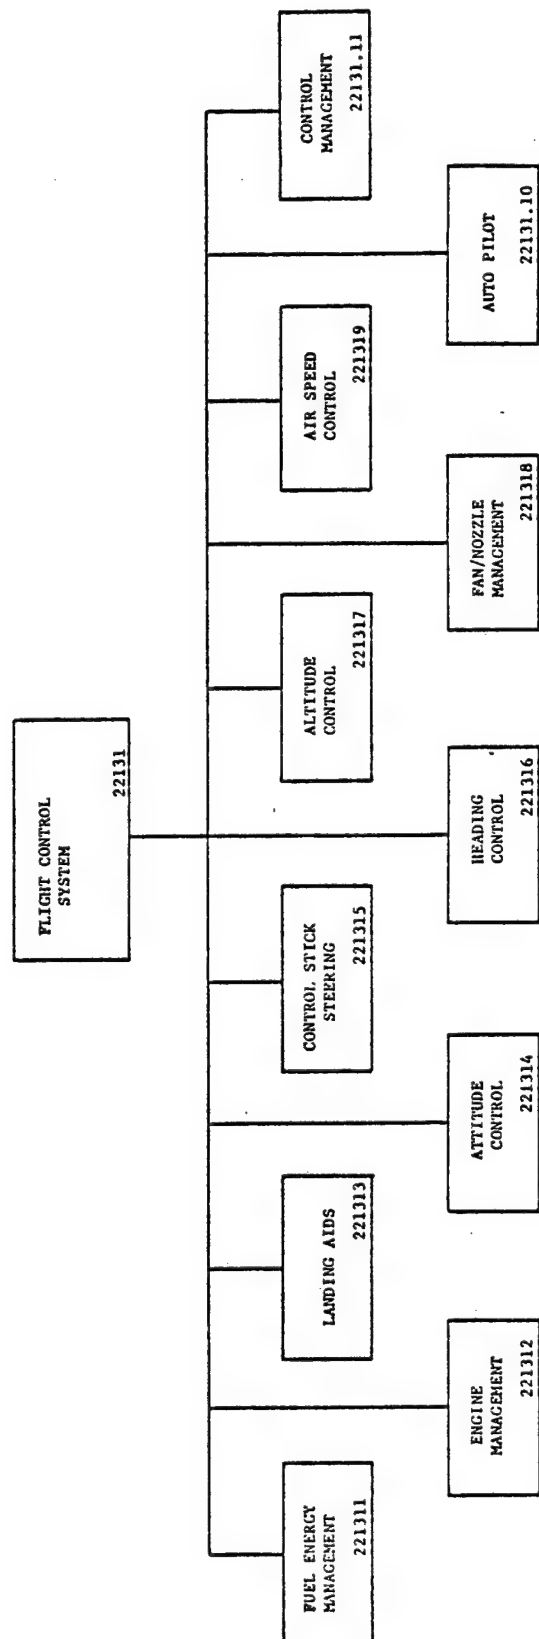 FLIGHT CONTROL
SYSTEM
22131
FUEL ENERGY
MANAGEMENT
221311
ENGINE
MANAGEMENT
221312
LANDING AIDS
221313
ATTITUDE
CONTROL
221314
CONTROL STICK
STEERING
221315
HEADING
CONTROL
221316
ALTITUDE
CONTROL
221317
FAN/NOZZLE
MANAGEMENT
221318
AIR SPEED
CONTROL
221319
AUTO PILOT
22131.10
CONTROL
MANAGEMENT
22131.11